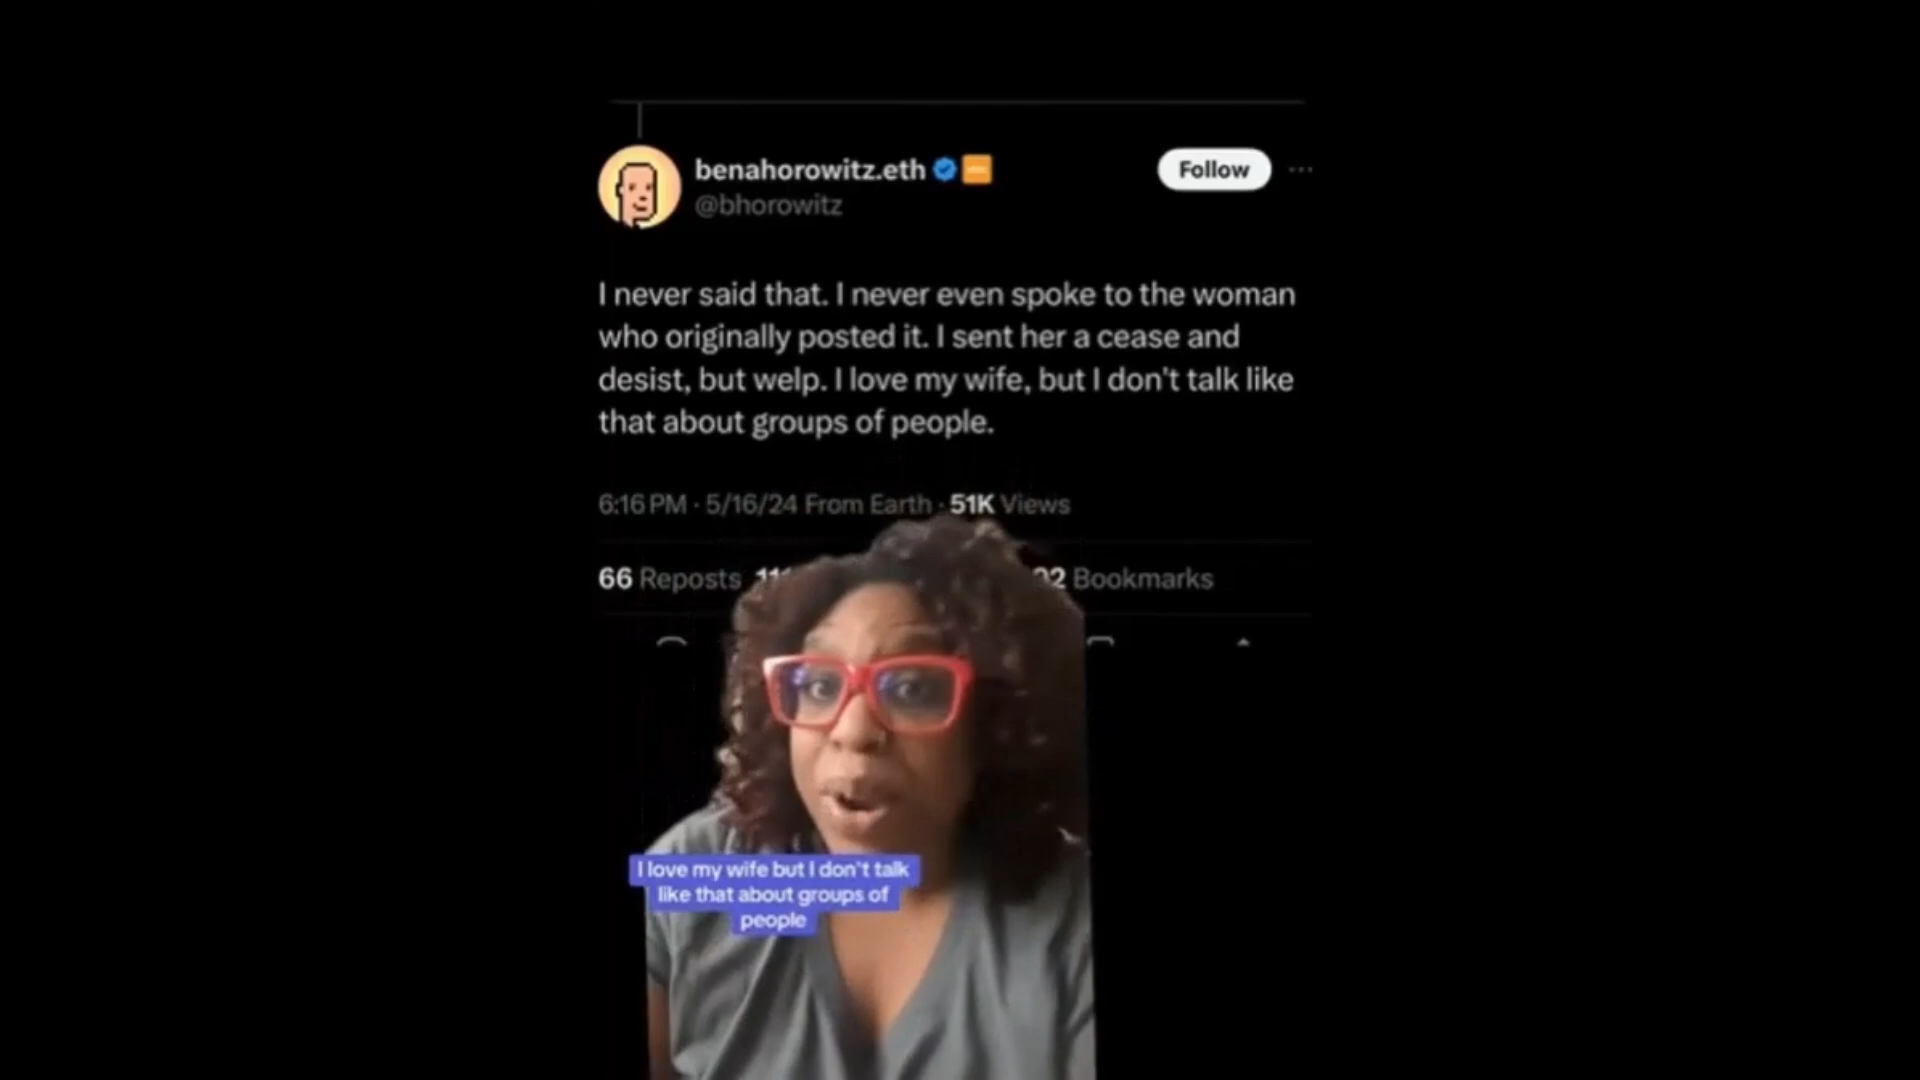 benahorowitz.eth
Follow
@bhorowitz
I never said that. I never even spoke to the woman
who originally posted it. I sent her a cease and
desist, but welp. I love my wife, but I don't talk like
that about groups of people.
6:16 PM · 5/16/24 From Earth · 51K Views
66 Reposts Bookmarks
I love my wife but I don't talk
like that about groups of
people